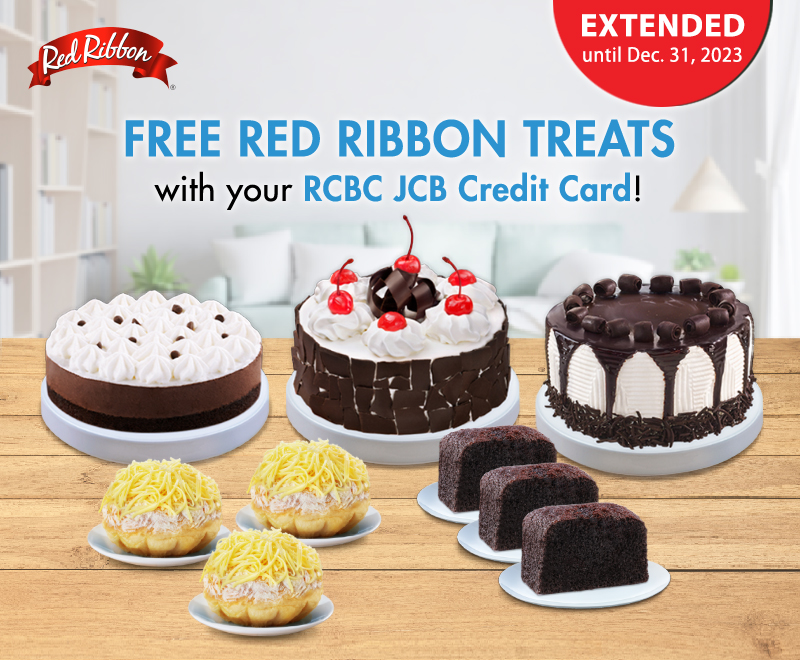 Red Ribbon
®
EXTENDED
until Dec. 31, 2023
FREE RED RIBBON TREATS
with your RCBC JCB Credit Card!